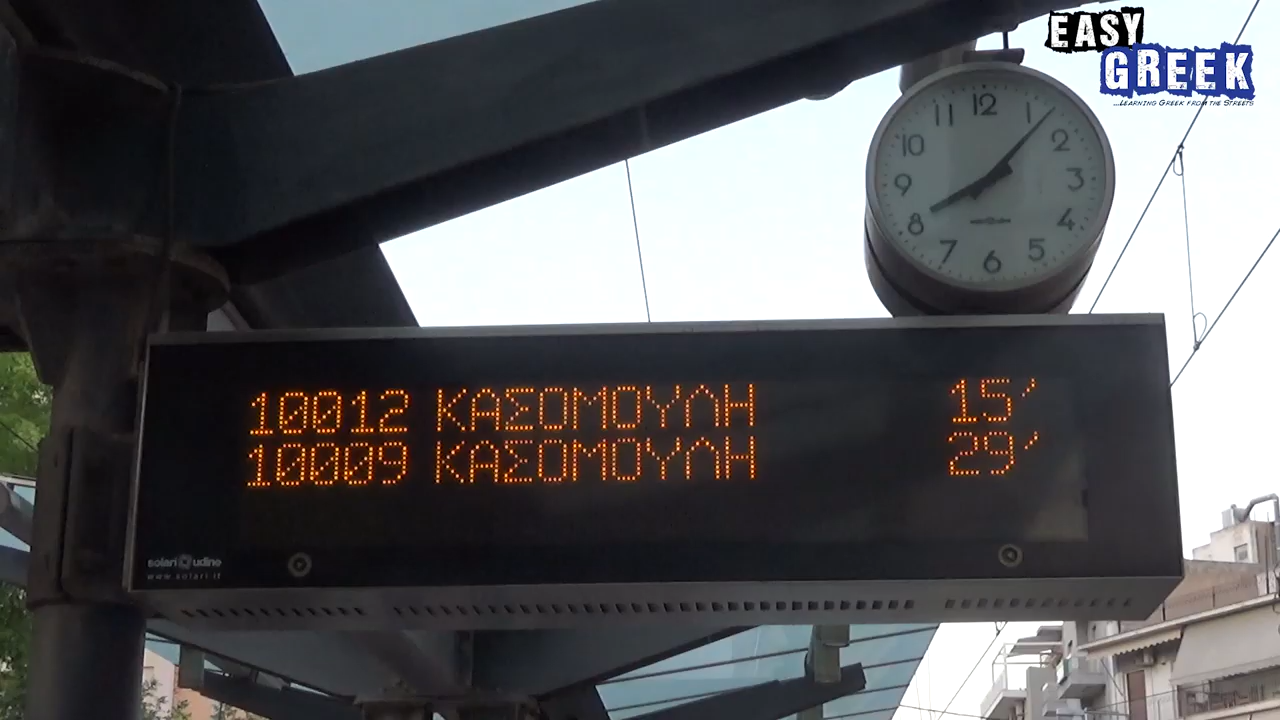 EASY
GREEK
...LEARNING GREEK FROM THE STREETS
11 12 1
10 2
9 3
8 4
7 6 5
10012 ΚΑΣΟΜΟΥΛΗ 15'
10009 ΚΑΣΟΜΟΥΛΗ 29'
solari udine
www.solari.it